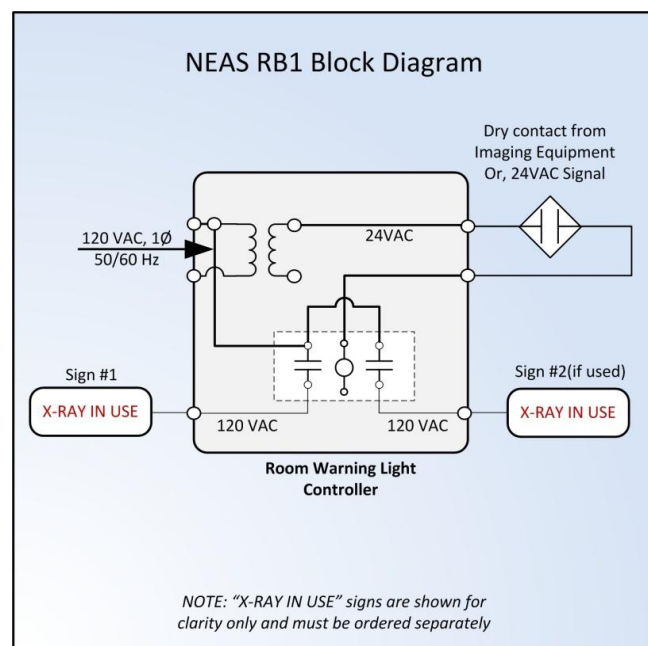 NEAS RB1 Block Diagram
Dry contact from
Imaging Equipment
Or, 24VAC Signal
120 VAC, 1Ø
50/60 Hz
24VAC
Sign #1
X-RAY IN USE
120 VAC
120 VAC
Sign #2(if used)
X-RAY IN USE
Room Warning Light
Controller
NOTE: “X-RAY IN USE” signs are shown for
clarity only and must be ordered separately